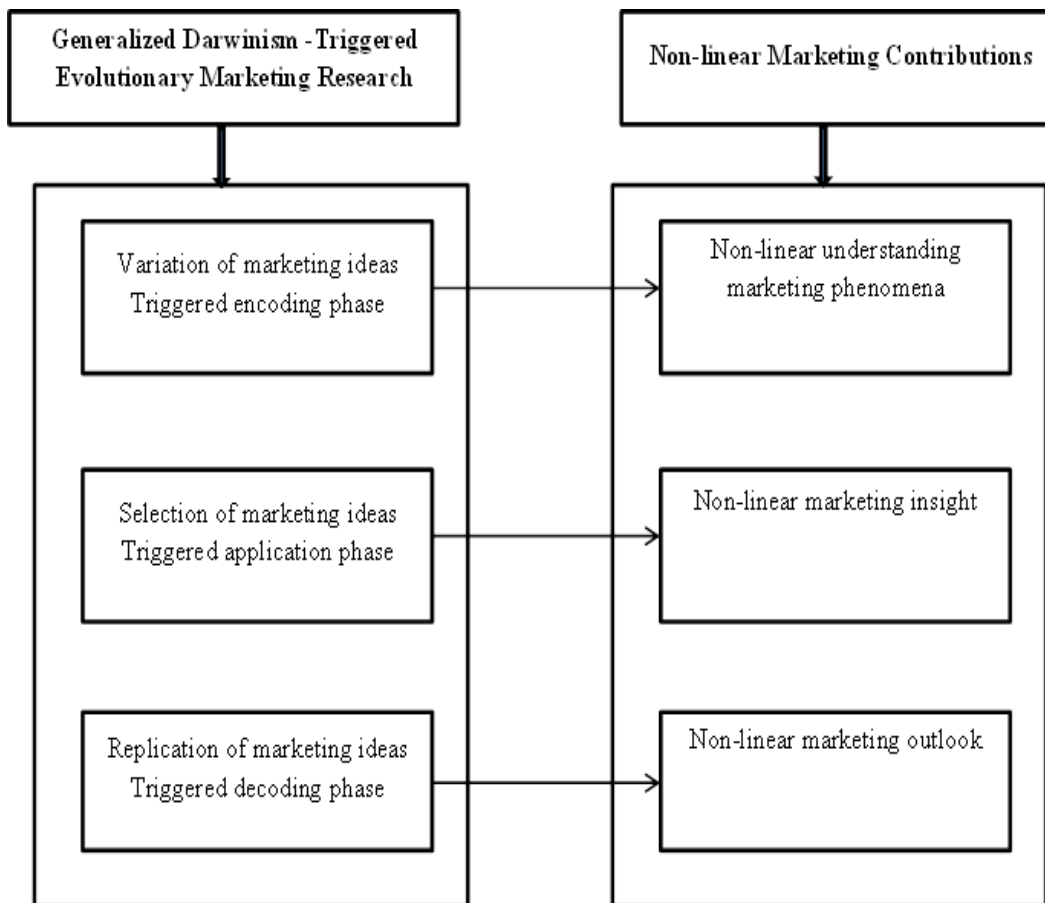 Generalized Darwinism -Triggered
Evolutionary Marketing Research
Non-linear Marketing Contributions
Variation of marketing ideas
Triggered encoding phase
Non-linear understanding
marketing phenomena
Selection of marketing ideas
Triggered application phase
Non-linear marketing insight
Replication of marketing ideas
Triggered decoding phase
Non-linear marketing outlook